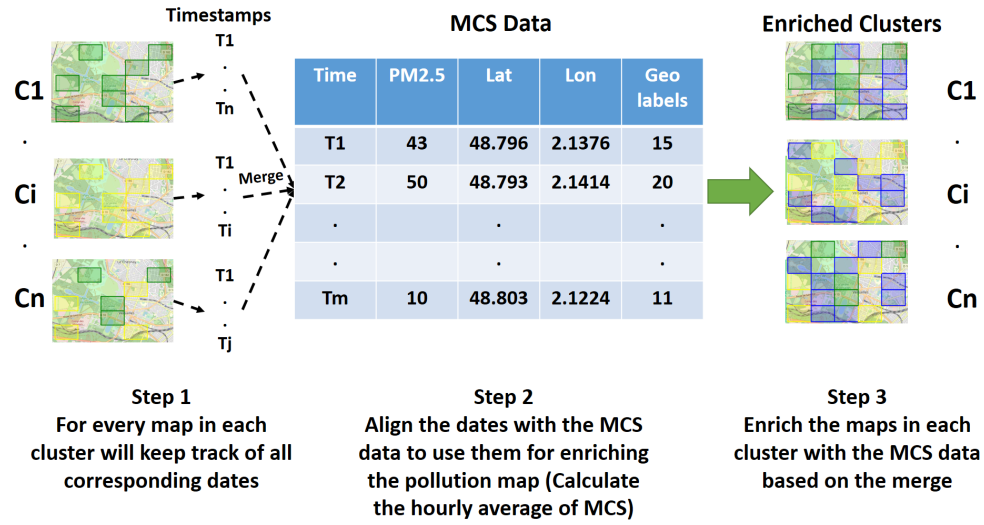 Timestamps
MCS Data
Enriched Clusters
C1
.
Ci
.
Cn
T1
.
.
Tn
T1
.
.
Ti
T1
.
.
Tj
Merge
Time PM2.5 Lat Lon Geo labels
T1 43 48.796 2.1376 15
T2 50 48.793 2.1414 20
. . .
. . .
Tm 10 48.803 2.1224 11
C1
.
Ci
.
Cn
Step 1
For every map in each
cluster will keep track of all
corresponding dates
Step 2
Align the dates with the MCS
data to use them for enriching
the pollution map (Calculate
the hourly average of MCS)
Step 3
Enrich the maps in each
cluster with the MCS data
based on the merge